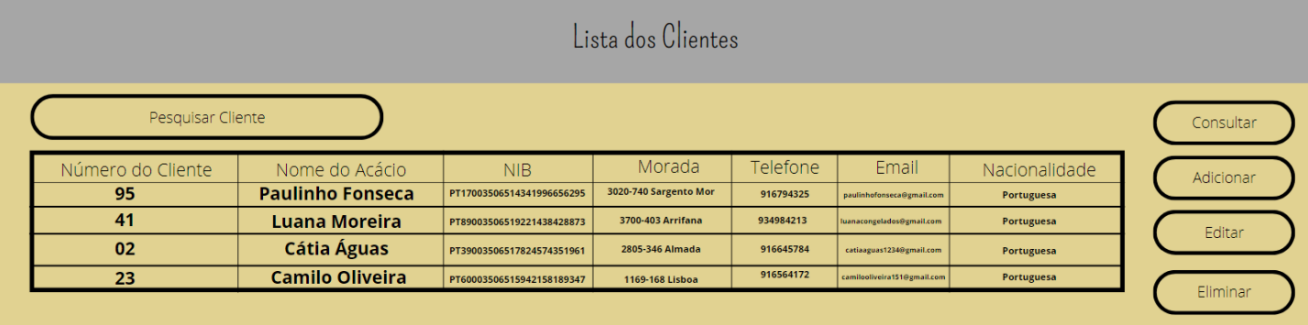 Lista dos Clientes
Pesquisar Cliente
Consultar
Número do Cliente Nome do Acácio NIB Morada Telefone Email Nacionalidade
95 Paulinho Fonseca PT17003506514341996656295 3020-740 Sargento Mor 916794325 paulinhofonseca@gmail.com Portuguesa
Adicionar
41 Luana Moreira PT89003506519221438428873 3700-403 Arrifana 934984213 luanacongelados@gmail.com Portuguesa
Editar
02 Cátia Águas PT39003506517824574351961 2805-346 Almada 916645784 catiaaguas1234@gmail.com Portuguesa
23 Camilo Oliveira PT60003506515942158189347 1169-168 Lisboa 916564172 camilooliveira151@gmail.com Portuguesa
Eliminar